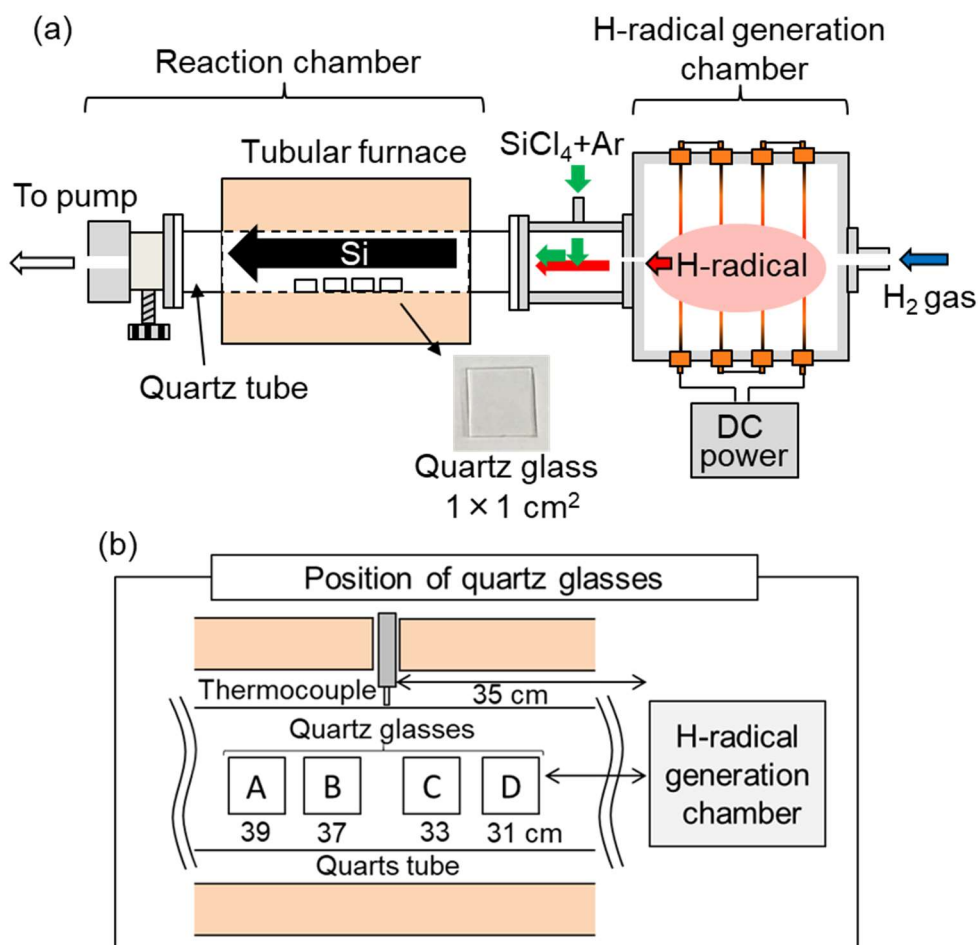 (a)
H-radical generation
chamber
Reaction chamber
SiCl4+Ar
Tubular furnace
To pump
Si
H-radical
H2 gas
Quartz tube
DC
power
Quartz glass
1 × 1 cm²
(b)
Position of quartz glasses
Thermocouple
35 cm
Quartz glasses
H-radical
generation
chamber
A B C D
39 37 33 31 cm
Quarts tube